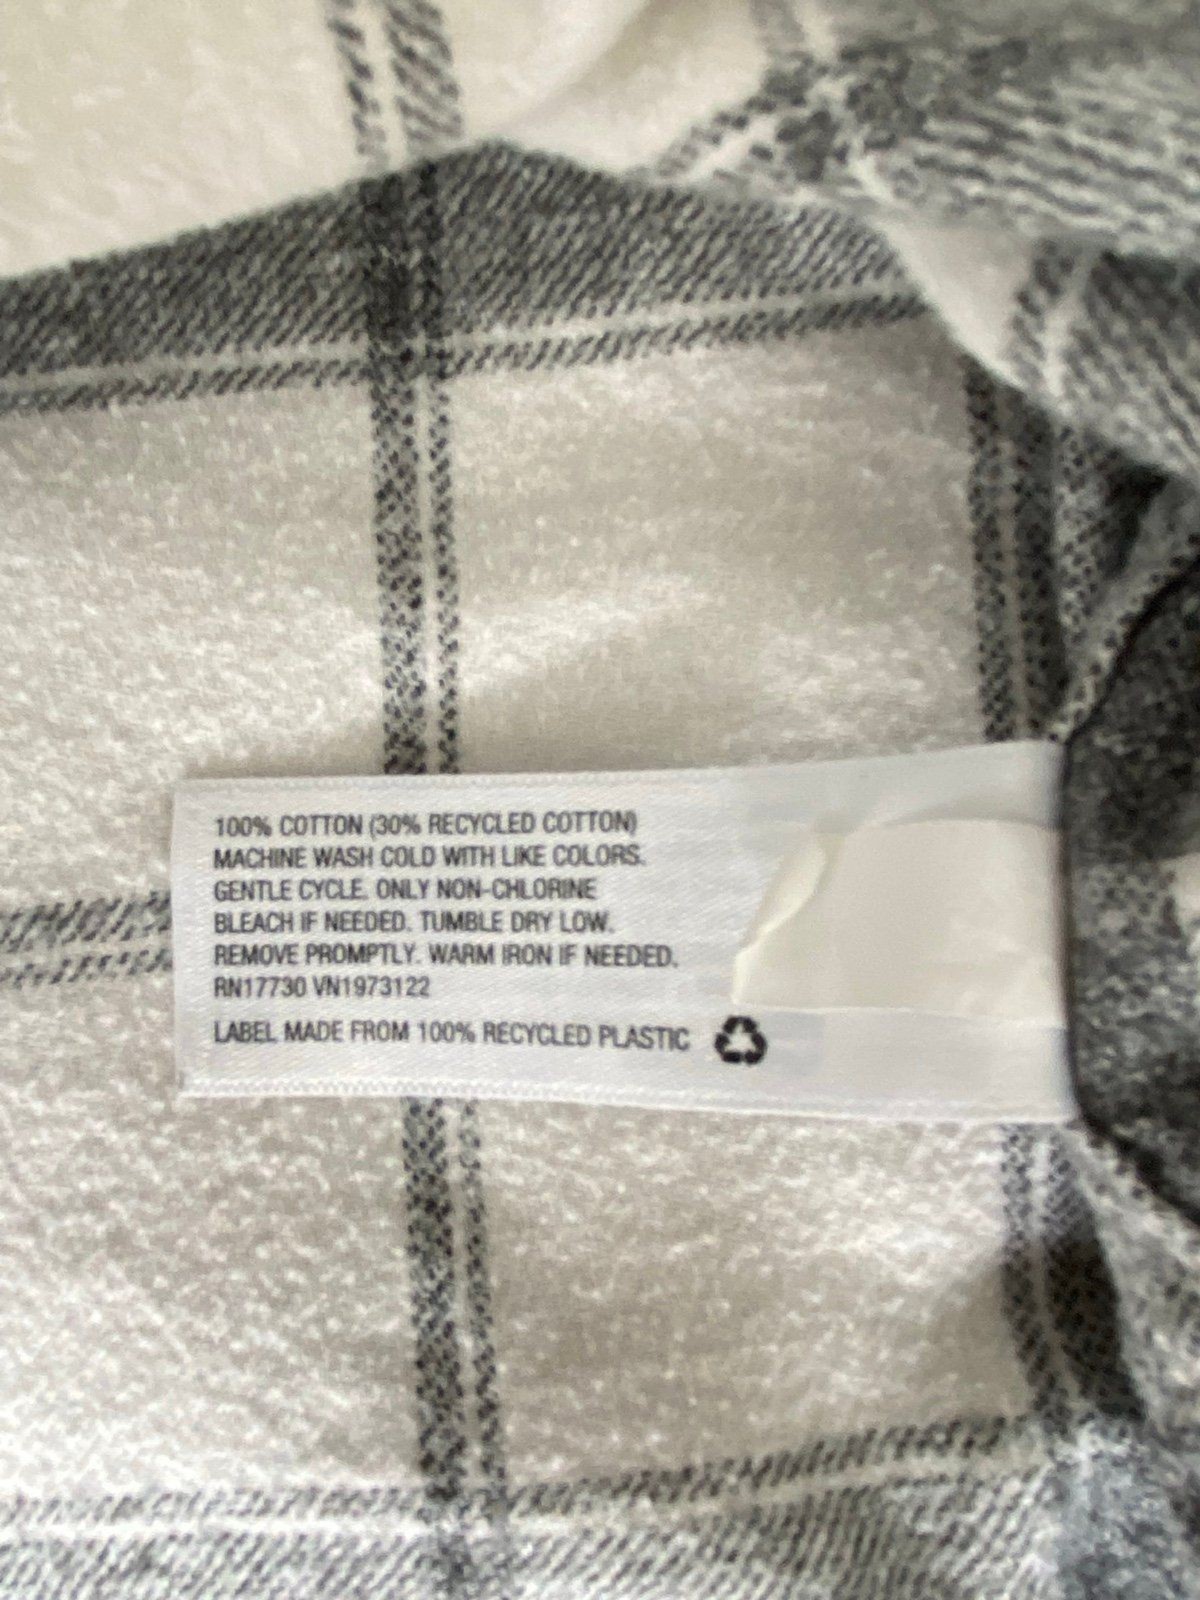 100% COTTON (30% RECYCLED COTTON)
MACHINE WASH COLD WITH LIKE COLORS.
GENTLE CYCLE. ONLY NON-CHLORINE
BLEACH IF NEEDED. TUMBLE DRY LOW.
REMOVE PROMPTLY. WARM IRON IF NEEDED.
RN17730 VN1973122
LABEL MADE FROM 100% RECYCLED PLASTIC